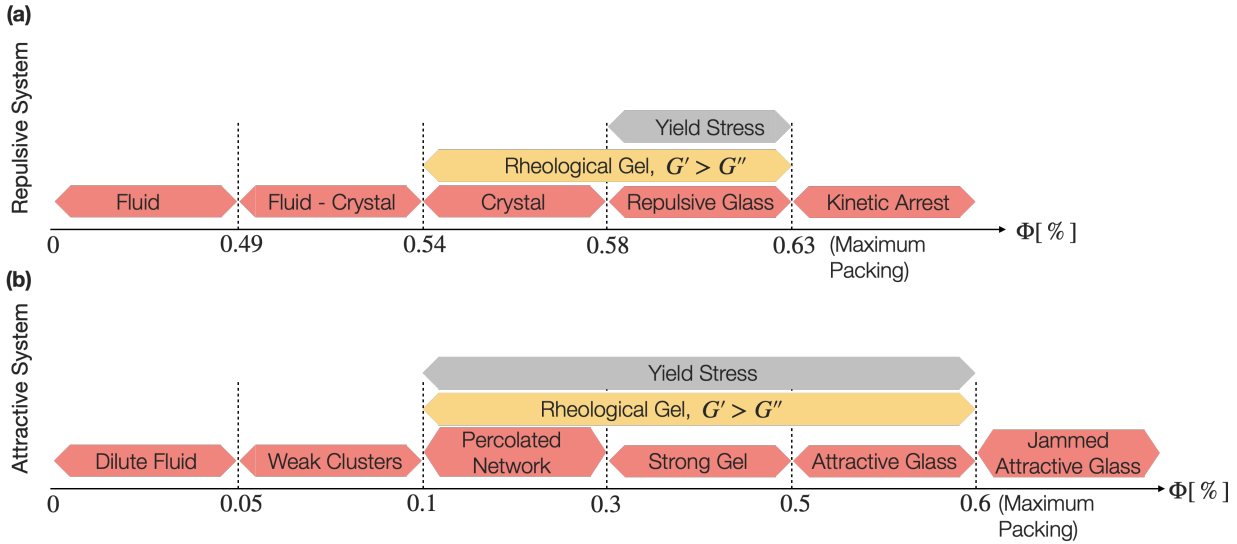 (a)
Repulsive System
Yield Stress
Rheological Gel, G′ > G″
Fluid
Fluid - Crystal
Crystal
Repulsive Glass
Kinetic Arrest
0
0.49
0.54
0.58
0.63
(Maximum
Packing)
Φ[ % ]
(b)
Attractive System
Yield Stress
Rheological Gel, G′ > G″
Dilute Fluid
Weak Clusters
Percolated
Network
Strong Gel
Attractive Glass
Jammed
Attractive Glass
0
0.05
0.1
0.3
0.5
0.6
(Maximum
Packing)
Φ[ % ]